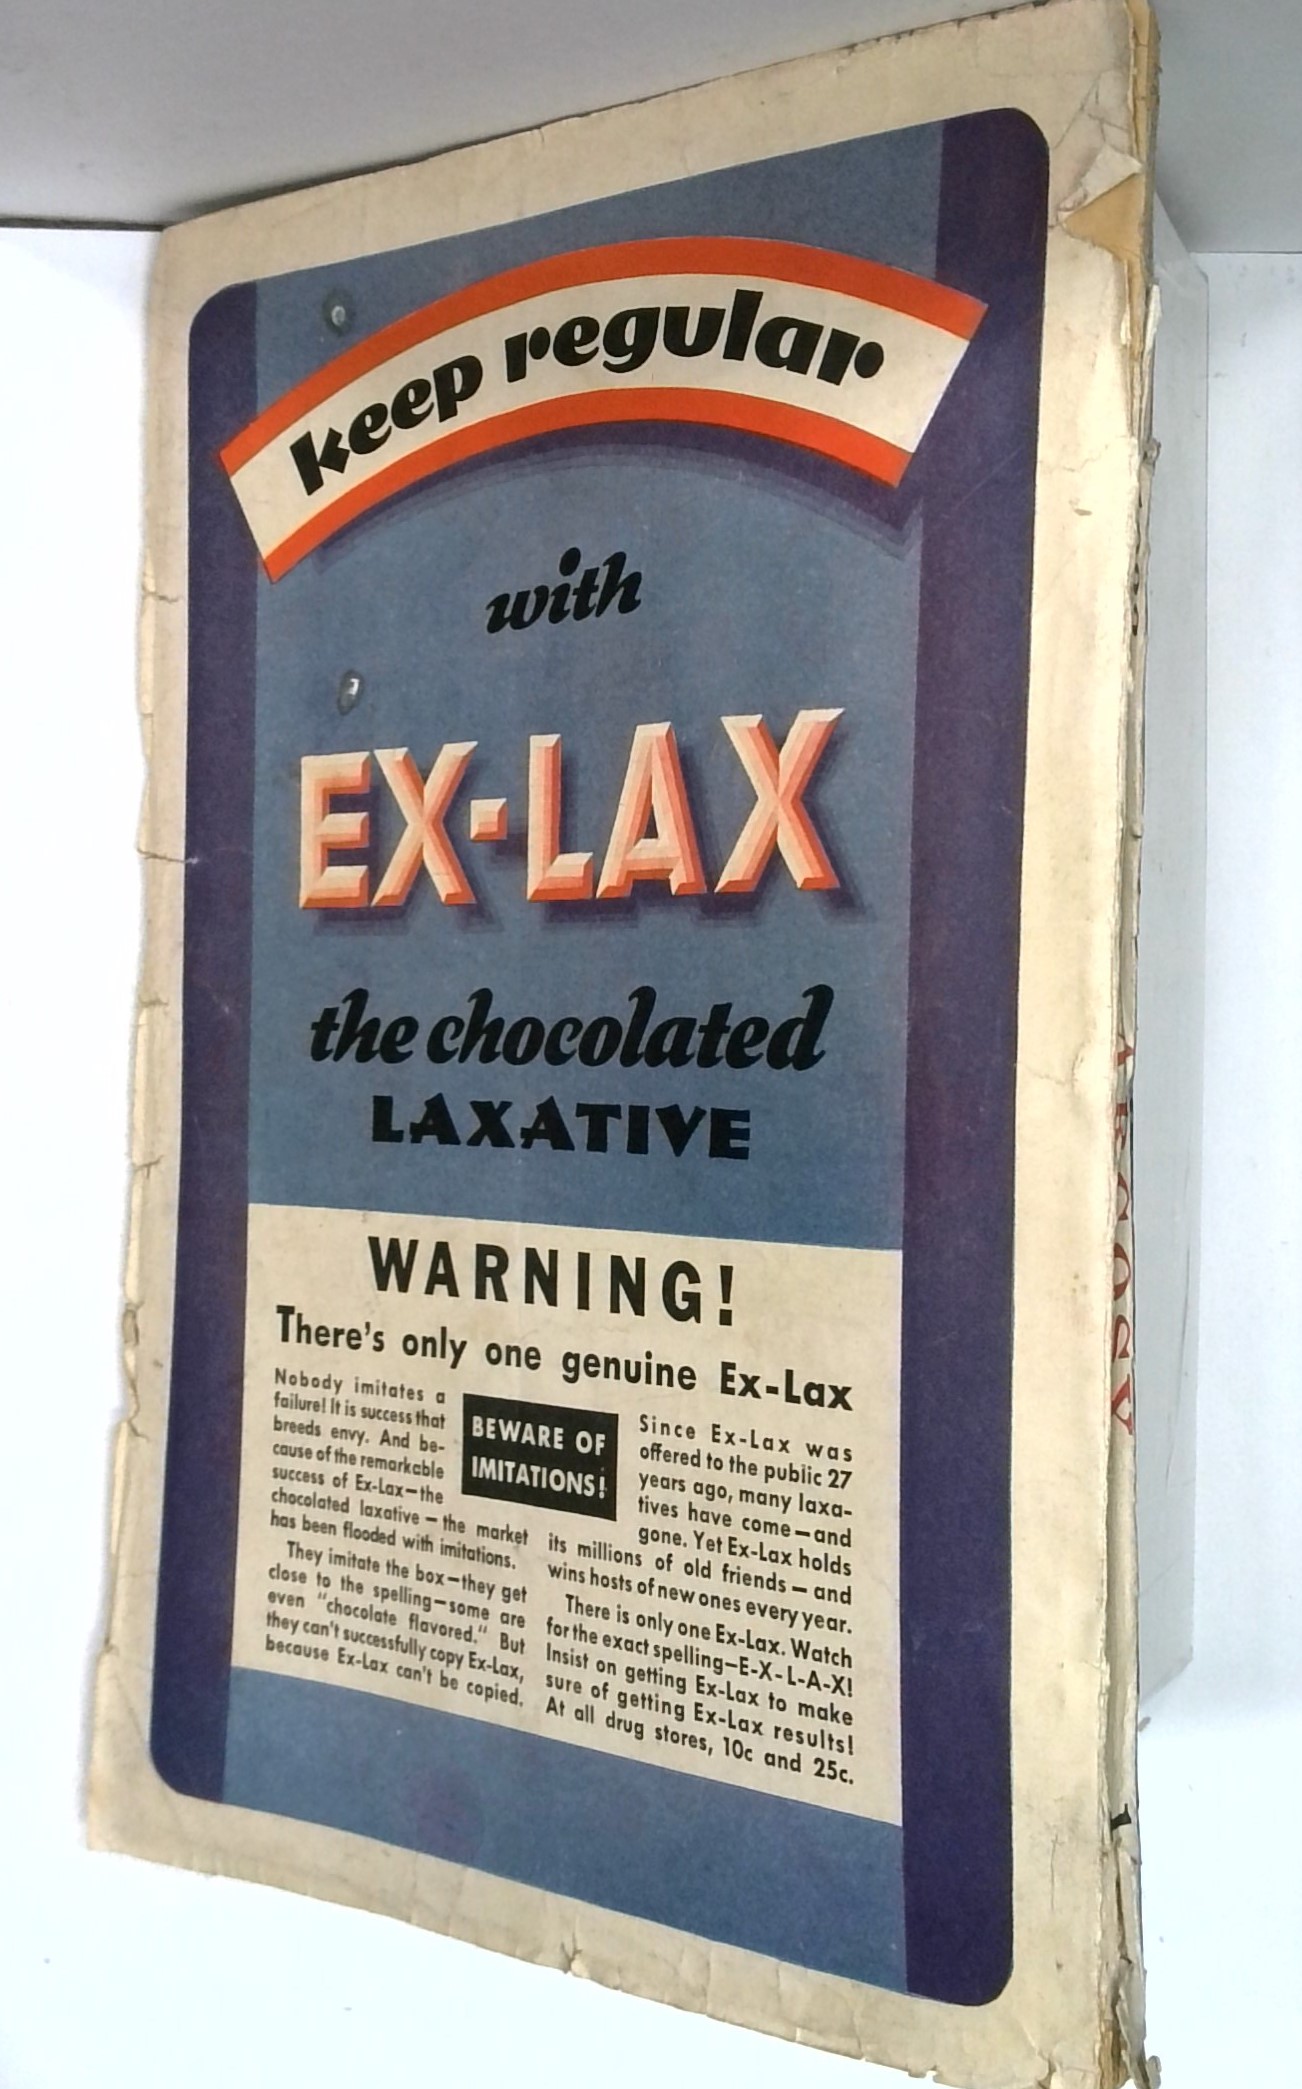 keep regular
with
EX-LAX
the chocolated
LAXATIVE
WARNING!
There's only one genuine Ex-Lax
Nobody imitates a
failure! It is success that
breeds envy. And be-
cause of the remarkable
success of Ex-Lax—the
chocolated laxative—the market
has been flooded with imitations.
They imitate the box—they get
close to the spelling—some are
even "chocolate flavored." But
they can't successfully copy Ex-Lax,
because Ex-Lax can't be copied.
BEWARE OF
IMITATIONS!
Since Ex-Lax was
offered to the public 27
years ago, many laxa-
tives have come—and
gone. Yet Ex-Lax holds
its millions of old friends—and
wins hosts of new ones every year.
There is only one Ex-Lax. Watch
for the exact spelling—E-X-L-A-X!
Insist on getting Ex-Lax to make
sure of getting Ex-Lax results!
At all drug stores, 10c and 25c.
ARGOSY